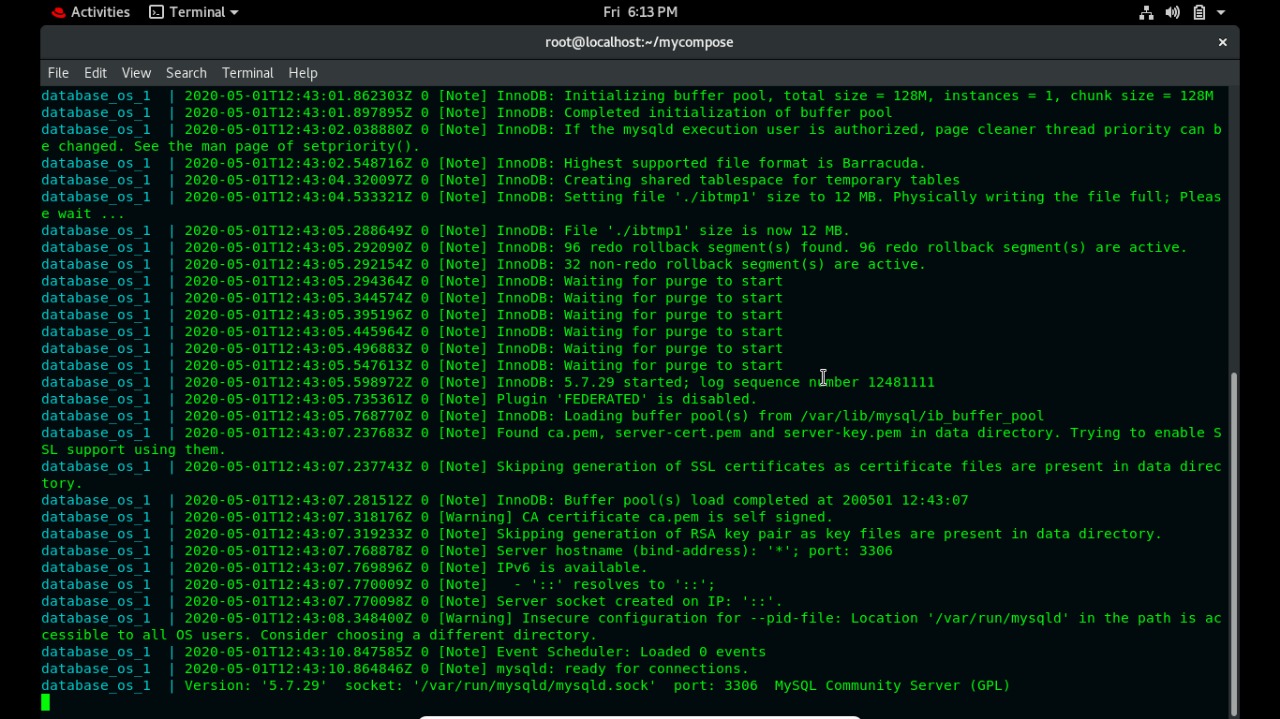 Activities Terminal Fri 6:13 PM
root@localhost:~/mycompose ×
File Edit View Search Terminal Help
database_os_1 | 2020-05-01T12:43:01.862303Z 0 [Note] InnoDB: Initializing buffer pool, total size = 128M, instances = 1, chunk size = 128M
database_os_1 | 2020-05-01T12:43:01.897895Z 0 [Note] InnoDB: Completed initialization of buffer pool
database_os_1 | 2020-05-01T12:43:02.038880Z 0 [Note] InnoDB: If the mysqld execution user is authorized, page cleaner thread priority can b
e changed. See the man page of setpriority().
database_os_1 | 2020-05-01T12:43:02.548716Z 0 [Note] InnoDB: Highest supported file format is Barracuda.
database_os_1 | 2020-05-01T12:43:04.320097Z 0 [Note] InnoDB: Creating shared tablespace for temporary tables
database_os_1 | 2020-05-01T12:43:04.533321Z 0 [Note] InnoDB: Setting file './ibtmp1' size to 12 MB. Physically writing the file full; Pleas
e wait ...
database_os_1 | 2020-05-01T12:43:05.288649Z 0 [Note] InnoDB: File './ibtmp1' size is now 12 MB.
database_os_1 | 2020-05-01T12:43:05.292090Z 0 [Note] InnoDB: 96 redo rollback segment(s) found. 96 redo rollback segment(s) are active.
database_os_1 | 2020-05-01T12:43:05.292154Z 0 [Note] InnoDB: 32 non-redo rollback segment(s) are active.
database_os_1 | 2020-05-01T12:43:05.294364Z 0 [Note] InnoDB: Waiting for purge to start
database_os_1 | 2020-05-01T12:43:05.344574Z 0 [Note] InnoDB: Waiting for purge to start
database_os_1 | 2020-05-01T12:43:05.395196Z 0 [Note] InnoDB: Waiting for purge to start
database_os_1 | 2020-05-01T12:43:05.445964Z 0 [Note] InnoDB: Waiting for purge to start
database_os_1 | 2020-05-01T12:43:05.496883Z 0 [Note] InnoDB: Waiting for purge to start
database_os_1 | 2020-05-01T12:43:05.547613Z 0 [Note] InnoDB: Waiting for purge to start
database_os_1 | 2020-05-01T12:43:05.598972Z 0 [Note] InnoDB: 5.7.29 started; log sequence number 12481111
database_os_1 | 2020-05-01T12:43:05.735361Z 0 [Note] Plugin 'FEDERATED' is disabled.
database_os_1 | 2020-05-01T12:43:05.768770Z 0 [Note] InnoDB: Loading buffer pool(s) from /var/lib/mysql/ib_buffer_pool
database_os_1 | 2020-05-01T12:43:07.237683Z 0 [Note] Found ca.pem, server-cert.pem and server-key.pem in data directory. Trying to enable S
SL support using them.
database_os_1 | 2020-05-01T12:43:07.237743Z 0 [Note] Skipping generation of SSL certificates as certificate files are present in data direc
tory.
database_os_1 | 2020-05-01T12:43:07.281512Z 0 [Note] InnoDB: Buffer pool(s) load completed at 200501 12:43:07
database_os_1 | 2020-05-01T12:43:07.318176Z 0 [Warning] CA certificate ca.pem is self signed.
database_os_1 | 2020-05-01T12:43:07.319233Z 0 [Note] Skipping generation of RSA key pair as key files are present in data directory.
database_os_1 | 2020-05-01T12:43:07.768878Z 0 [Note] Server hostname (bind-address): '*'; port: 3306
database_os_1 | 2020-05-01T12:43:07.769896Z 0 [Note] IPv6 is available.
database_os_1 | 2020-05-01T12:43:07.770009Z 0 [Note]   - '::' resolves to '::';
database_os_1 | 2020-05-01T12:43:07.770098Z 0 [Note] Server socket created on IP: '::'.
database_os_1 | 2020-05-01T12:43:08.348400Z 0 [Warning] Insecure configuration for --pid-file: Location '/var/run/mysqld' in the path is ac
cessible to all OS users. Consider choosing a different directory.
database_os_1 | 2020-05-01T12:43:10.847585Z 0 [Note] Event Scheduler: Loaded 0 events
database_os_1 | 2020-05-01T12:43:10.864846Z 0 [Note] mysqld: ready for connections.
database_os_1 | Version: '5.7.29'  socket: '/var/run/mysqld/mysqld.sock'  port: 3306  MySQL Community Server (GPL)